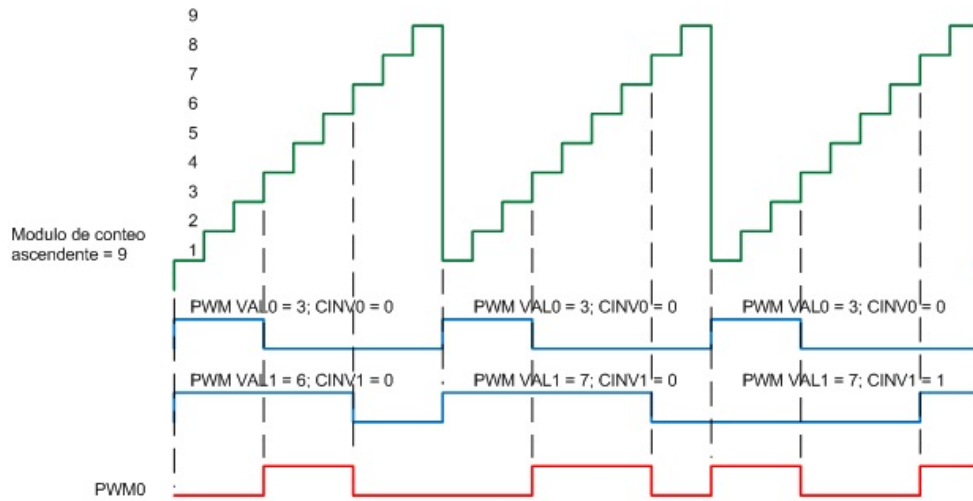 9
8
7
6
5
4
3
2
Modulo de conteo
ascendente = 9
1
PWM VAL0 = 3; CINV0 = 0
PWM VAL0 = 3; CINV0 = 0
PWM VAL0 = 3; CINV0 = 0
PWM VAL1 = 6; CINV1 = 0
PWM VAL1 = 7; CINV1 = 0
PWM VAL1 = 7; CINV1 = 1
PWM0